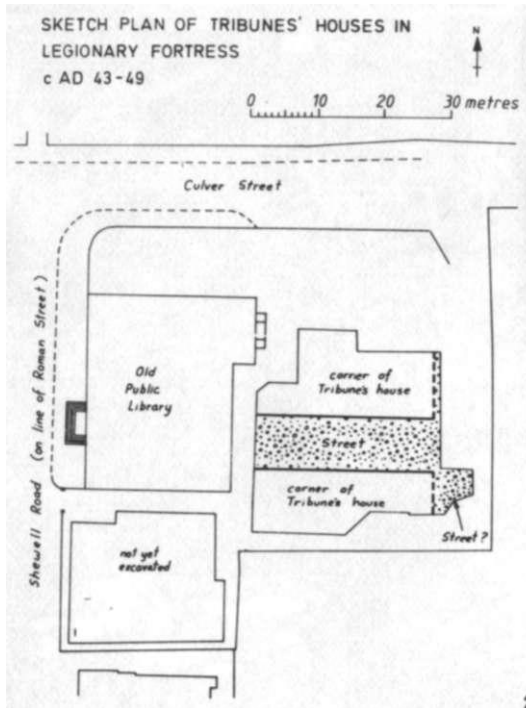 SKETCH PLAN OF TRIBUNES' HOUSES IN
LEGIONARY FORTRESS
c AD 43-49
N
0 10 20 30 metres
Culver Street
Shewell Road (on line of Roman Street)
Old
Public
Library
corner of
Tribune's house
Street
corner of
Tribune's house
Street?
not yet
excavated